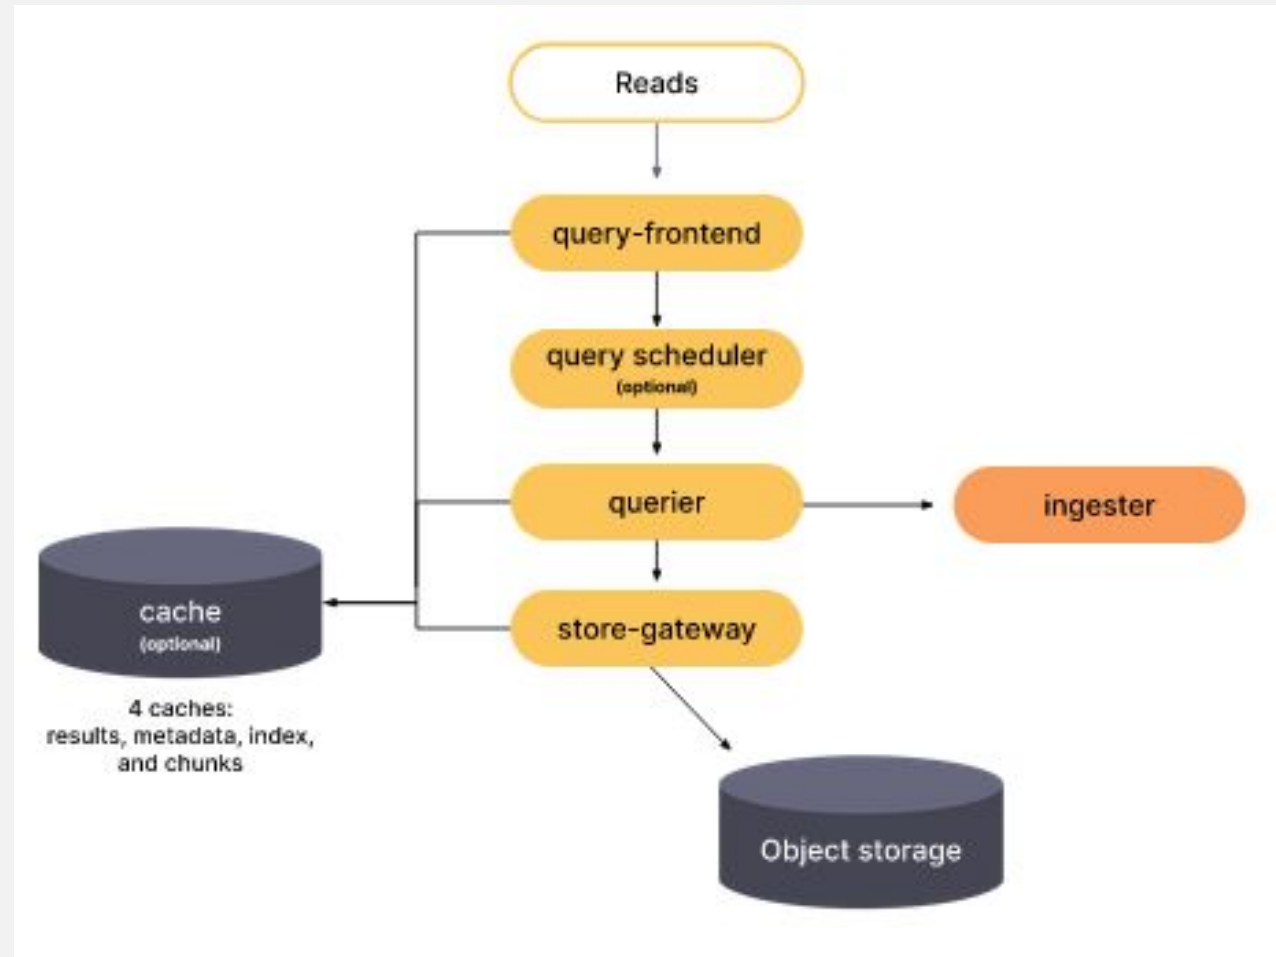 Reads
query-frontend
query scheduler
(optional)
querier
ingester
cache
(optional)
store-gateway
4 caches:
results, metadata, index,
and chunks
Object storage